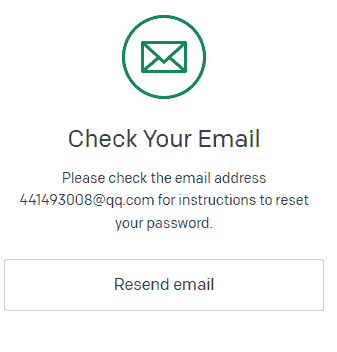 Check Your Email
Please check the email address
441493008@qq.com for instructions to reset
your password.
Resend email